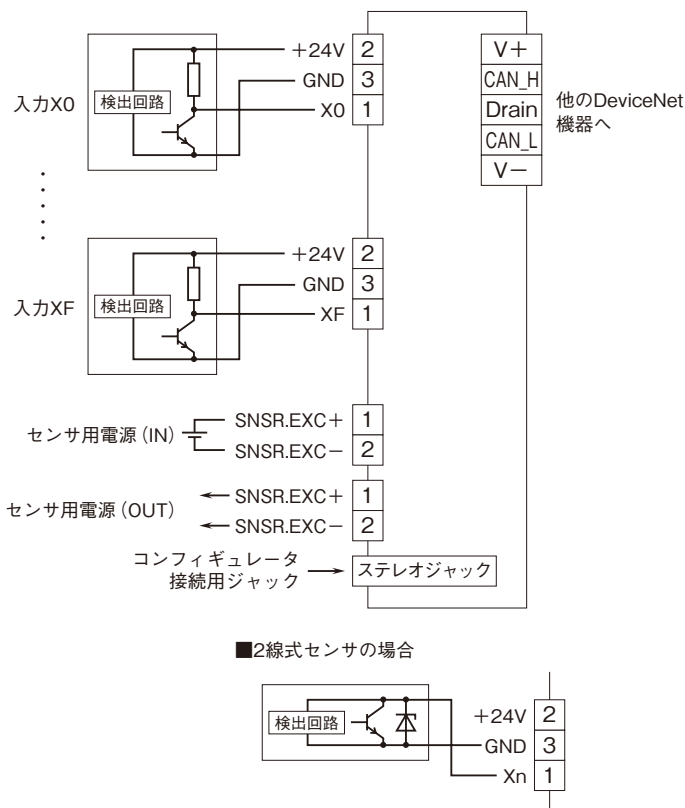 入力X0
検出回路
+24V 2
GND 3
X0 1
V+
CAN_H
Drain
CAN_L
V−
他のDeviceNet
機器へ
入力XF
検出回路
+24V 2
GND 3
XF 1
センサ用電源(IN)
SNSR.EXC+ 1
SNSR.EXC− 2
センサ用電源(OUT)
SNSR.EXC+ 1
SNSR.EXC− 2
コンフィギュレータ
接続用ジャック
ステレオジャック
■2線式センサの場合
検出回路
+24V 2
GND 3
Xn 1